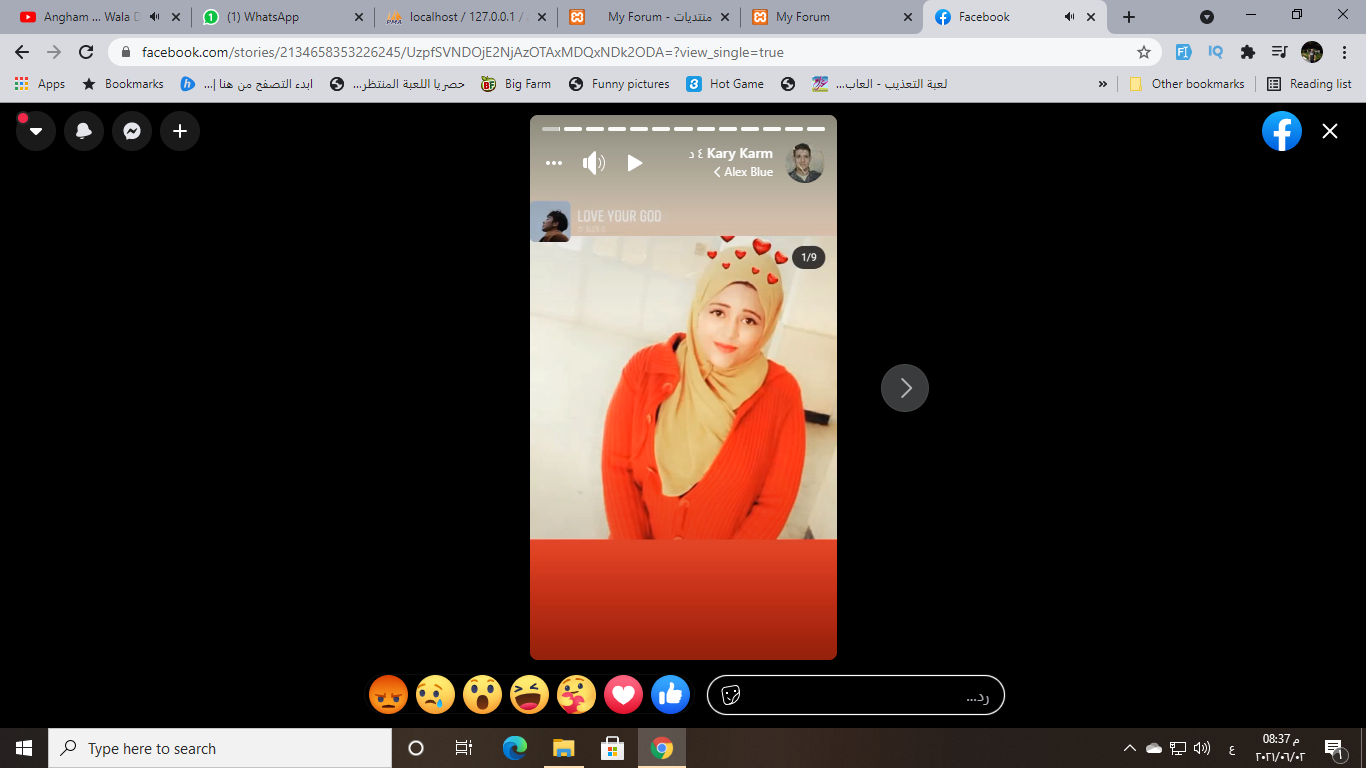 Angham ... Wala D
(1) WhatsApp
localhost / 127.0.0.1 /
My Forum - منتديات
My Forum
Facebook
facebook.com/stories/2134658353226245/UzpfSVNDOjE2NjAzOTAxMDQxNDk2ODA=?view_single=true
Apps
Bookmarks
ابدء التصفح من هنا |...
حصريا اللعبة المنتظر...
Big Farm
Funny pictures
Hot Game
لعبة التعذيب - العاب...
»
Other bookmarks
Reading list
Kary Karm ٤ د
Alex Blue
LOVE YOUR GOD
1/9
رد...
Type here to search
ع
08:37 م
٢٠٢١/٠٦/٠٢
١